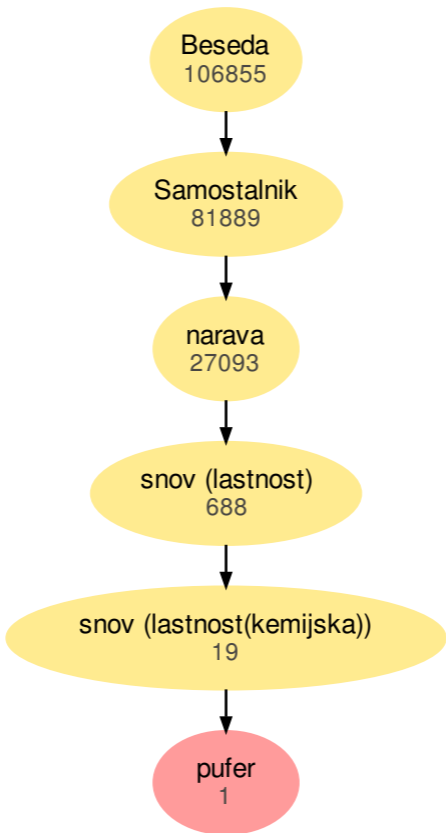 Beseda
106855
Samostalnik
81889
narava
27093
snov (lastnost)
688
snov (lastnost(kemijska))
19
pufer
1